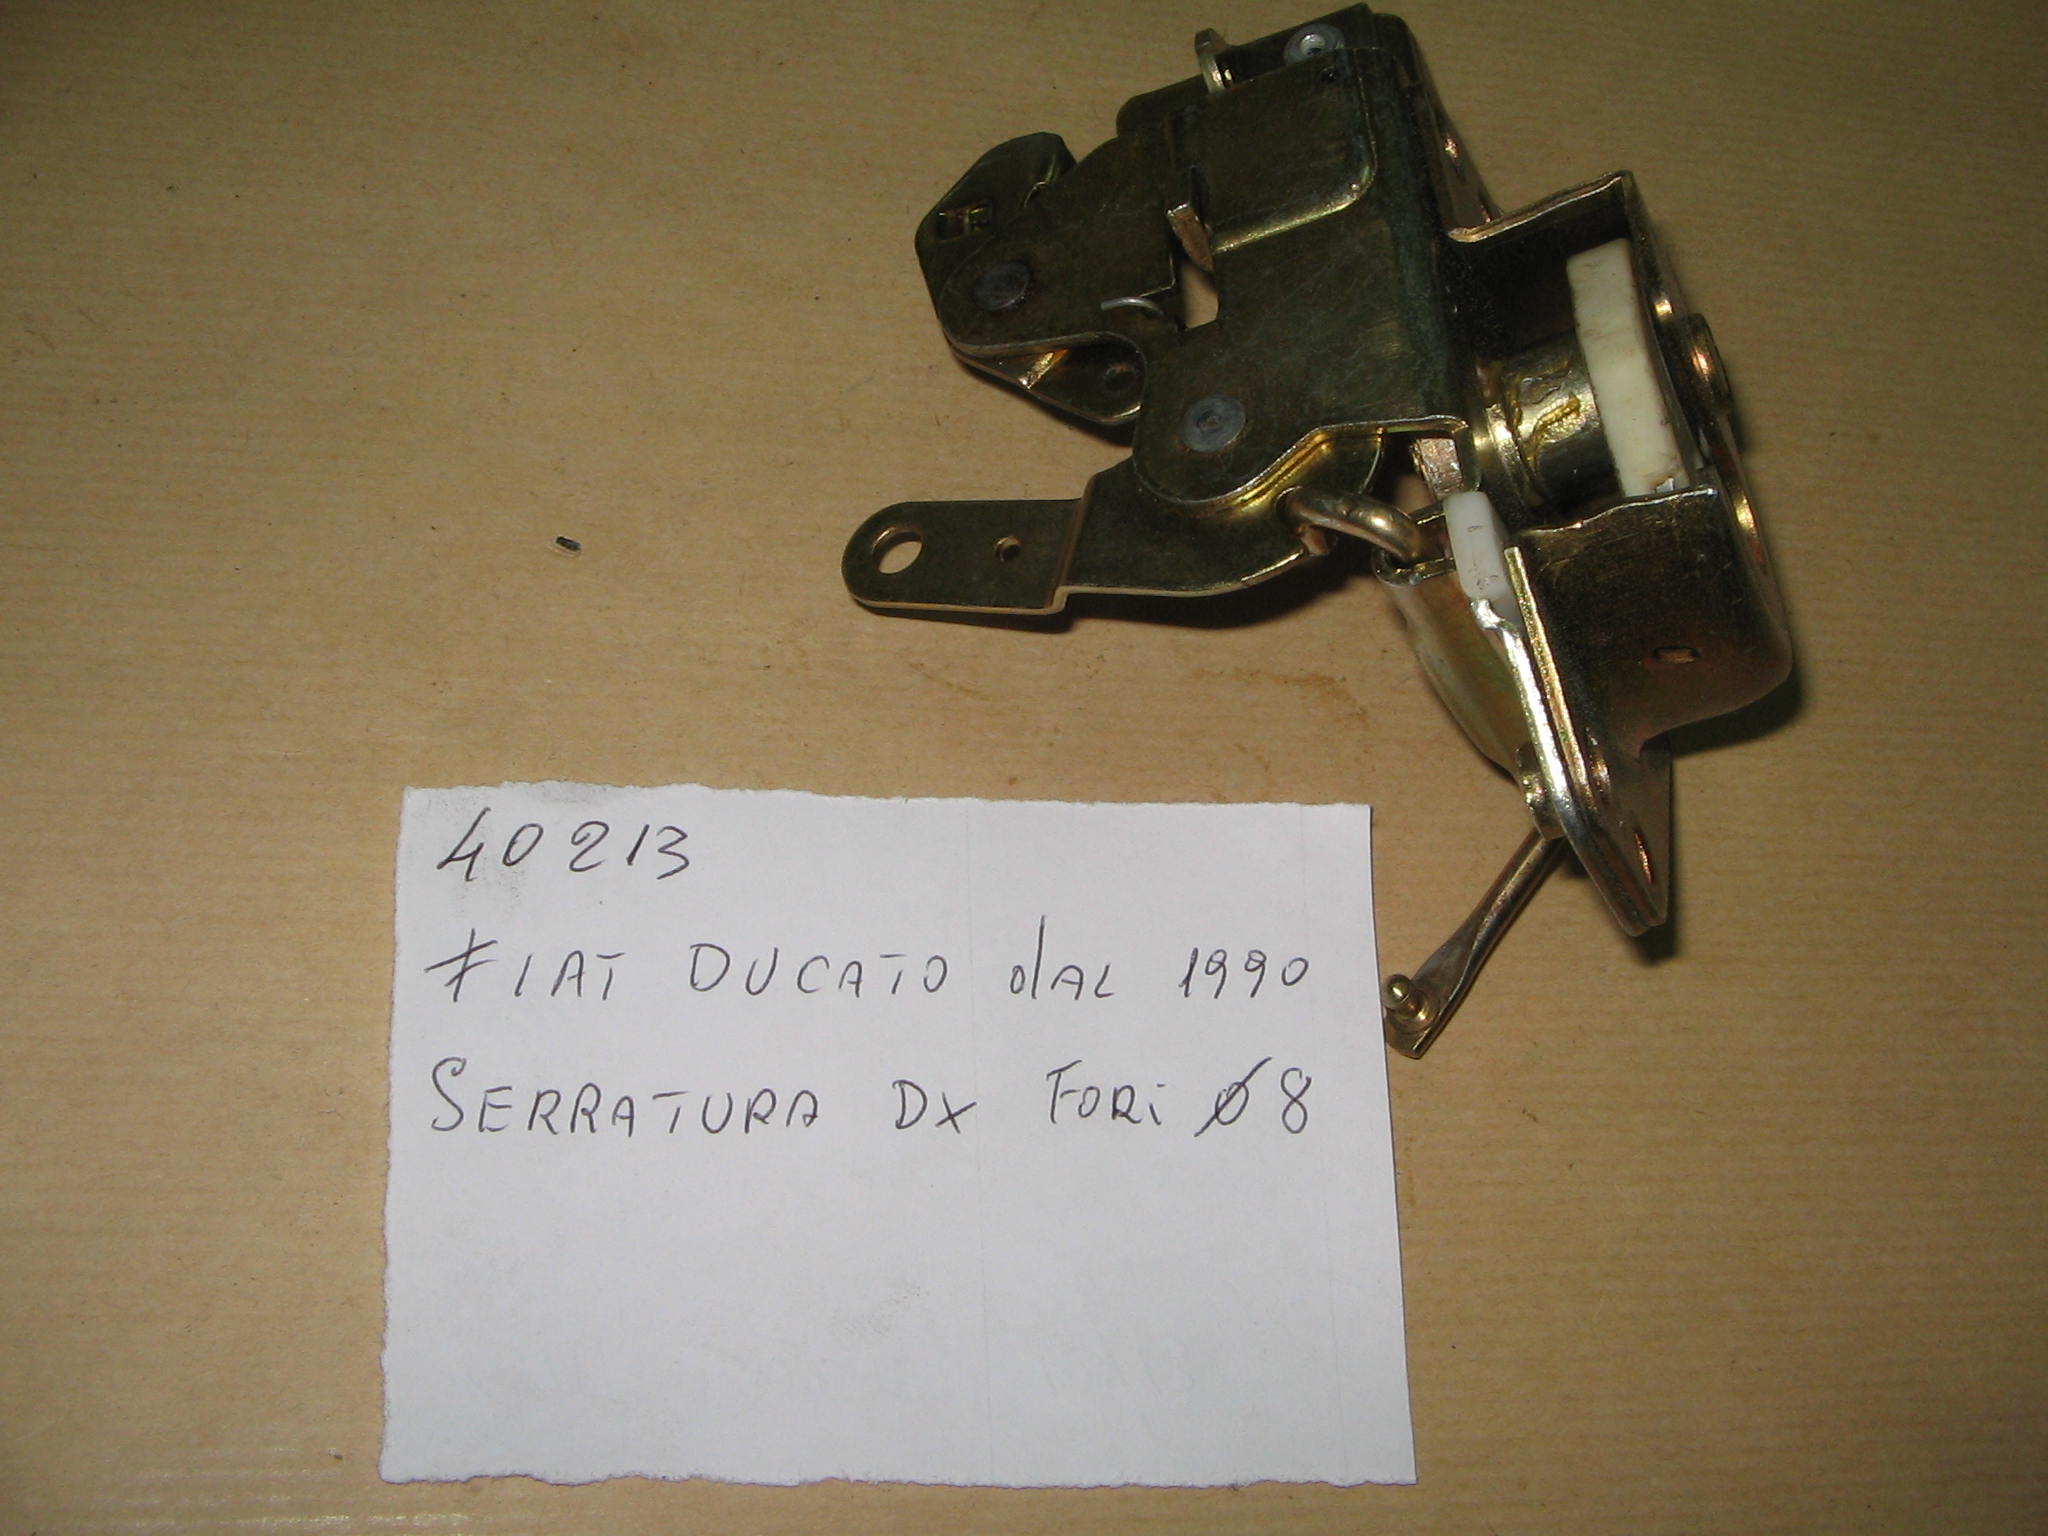 40213
FIAT DUCATO dAL 1990
SERRATURA DX FORi Ø8